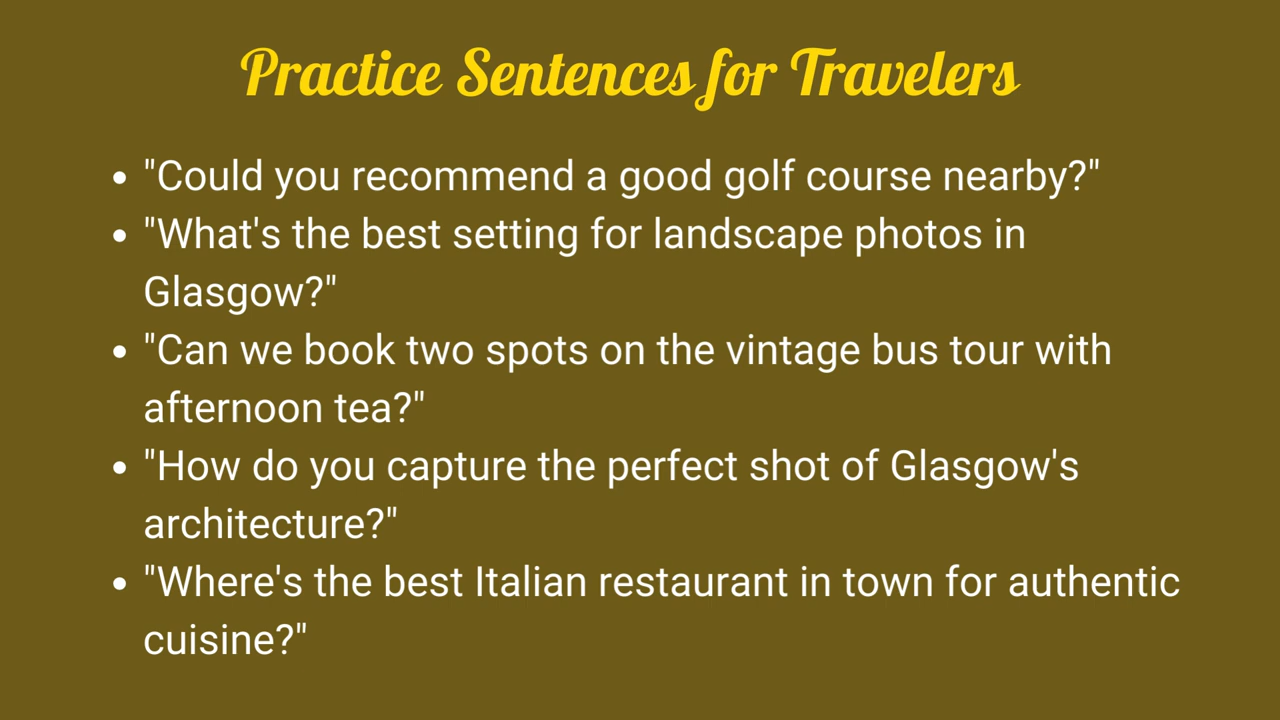 Practice Sentences for Travelers
• "Could you recommend a good golf course nearby?"
• "What's the best setting for landscape photos in
Glasgow?"
• "Can we book two spots on the vintage bus tour with
afternoon tea?"
• "How do you capture the perfect shot of Glasgow's
architecture?"
• "Where's the best Italian restaurant in town for authentic
cuisine?"